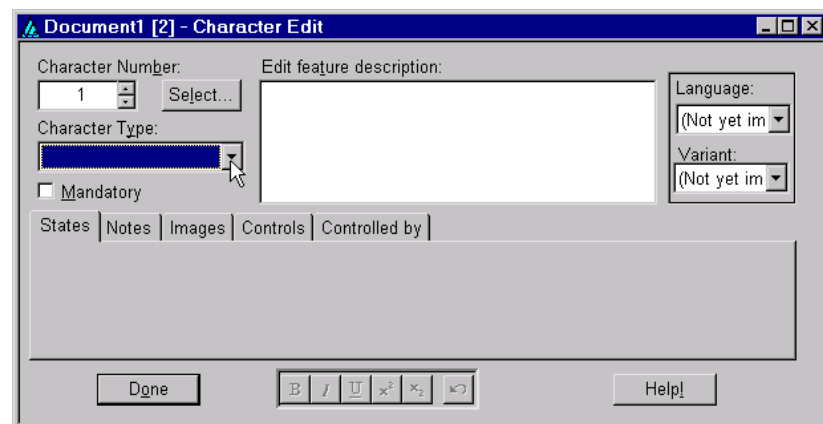 Document1 [2] - Character Edit
Character Number:
Edit feature description:
1
Select...
Language:
(Not yet im
Character Type:
Variant:
(Not yet im
Mandatory
States Notes Images Controls Controlled by
Done
B I U x² x₂
Help!